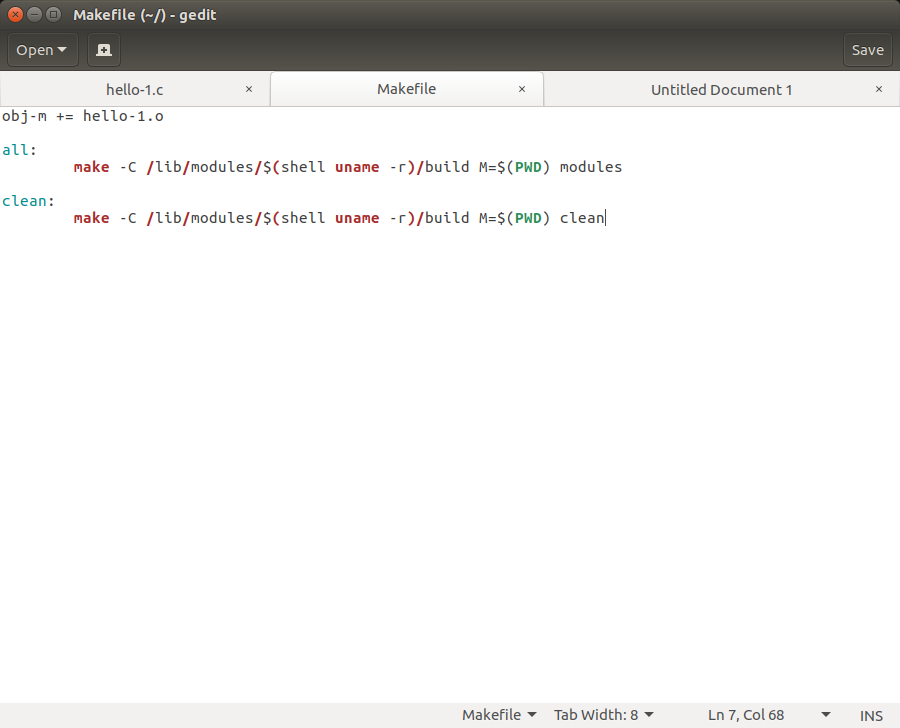 Makefile (~/) - gedit
Open
Save
hello-1.c × Makefile × Untitled Document 1 ×
obj-m += hello-1.o
all:
        make -C /lib/modules/$(shell uname -r)/build M=$(PWD) modules
clean:
        make -C /lib/modules/$(shell uname -r)/build M=$(PWD) clean
Makefile Tab Width: 8 Ln 7, Col 68 INS